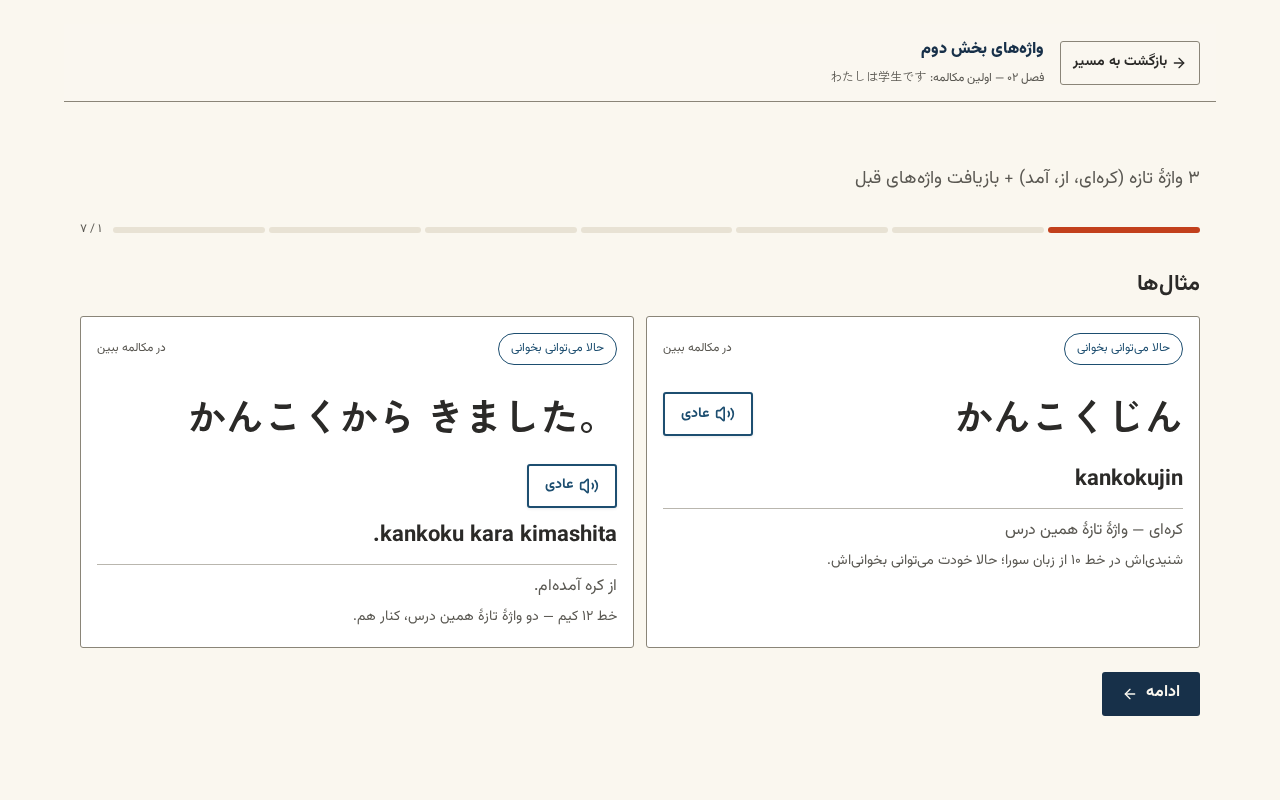 بازگشت به مسیر
واژه‌های بخش دوم
فصل ۰۲ — اولین مکالمه: わたしは学生です
۳ واژهٔ تازه (کره‌ای، از، آمد) + بازیافت واژه‌های قبل
۱ / ۷
مثال‌ها
حالا می‌توانی بخوانی
در مکالمه ببین
かんこくじん
عادی
kankokujin
کره‌ای — واژهٔ تازهٔ همین درس
شنیدی‌اش در خط ۱۰ از زبان سورا؛ حالا خودت می‌توانی بخوانی‌اش.
حالا می‌توانی بخوانی
در مکالمه ببین
かんこくから きました。
عادی
kankoku kara kimashita.
از کره آمده‌ام.
خط ۱۲ کیم — دو واژهٔ تازهٔ همین درس، کنار هم.
ادامه